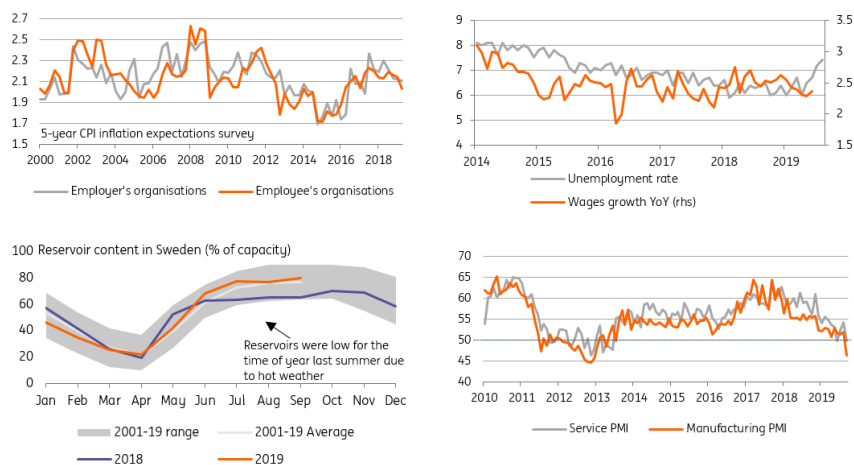 2.7
2.5
2.3
2.1
1.9
1.7
1.5
5-year CPI inflation expectations survey
2000 2002 2004 2006 2008 2010 2012 2014 2016 2018
Employer's organisations Employee's organisations
9 3.5
8 3
7 2.5
6 2
5 1.5
4 1
2014 2015 2016 2017 2018 2019
Unemployment rate
Wages growth YoY (rhs)
100 Reservoir content in Sweden (% of capacity)
80
60
40
20
0
Reservoirs were low for the
time of year last summer due
to hot weather
Jan Feb Mar Apr May Jun Jul Aug Sep Oct Nov Dec
2001-19 range 2001-19 Average
2018 2019
70
65
60
55
50
45
40
2010 2011 2012 2013 2014 2015 2016 2017 2018 2019
Service PMI Manufacturing PMI